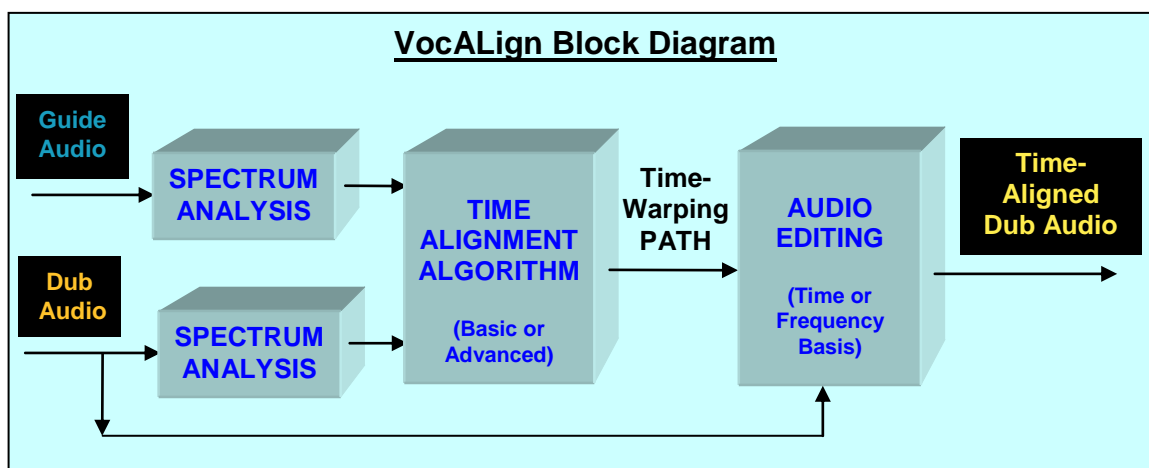 VocALign Block Diagram
Guide
Audio
SPECTRUM
ANALYSIS
Dub
Audio
SPECTRUM
ANALYSIS
TIME
ALIGNMENT
ALGORITHM
(Basic or
Advanced)
Time-
Warping
PATH
AUDIO
EDITING
(Time or
Frequency
Basis)
Time-
Aligned
Dub Audio